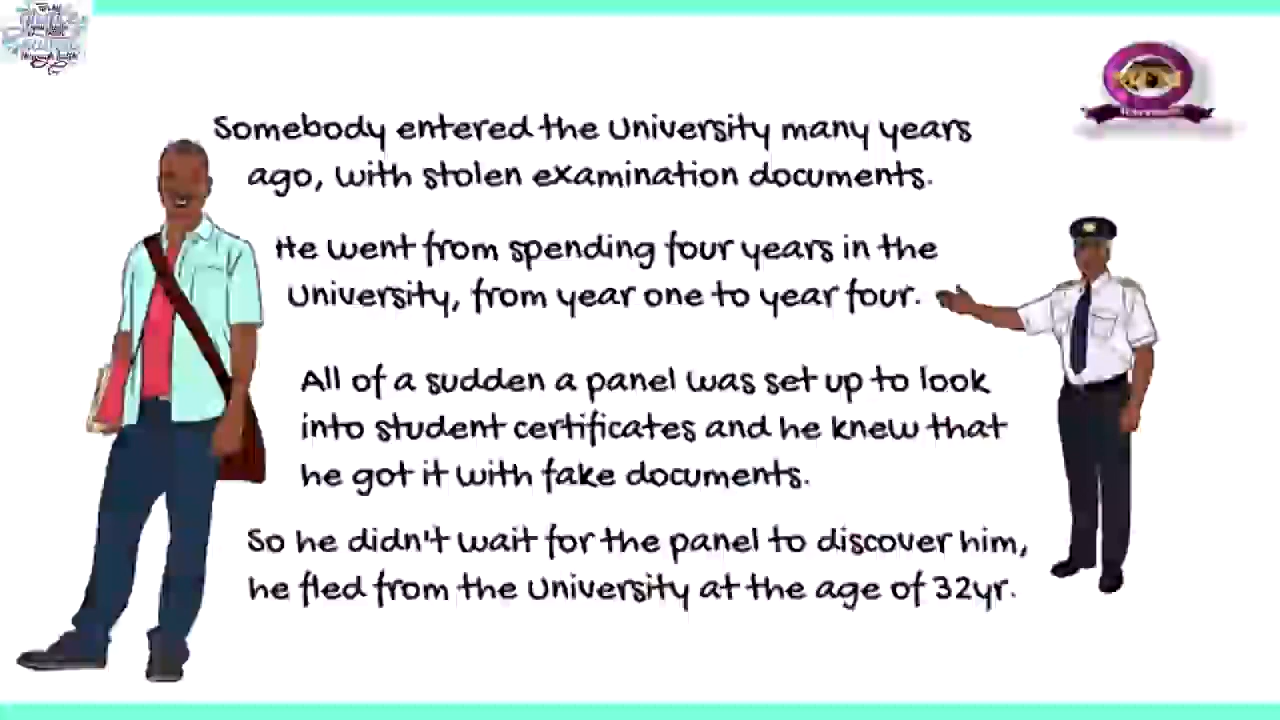 Somebody entered the University many years
ago, with stolen examination documents.
He went from spending four years in the
University, from year one to year four.
All of a sudden a panel was set up to look
into student certificates and he knew that
he got it with fake documents.
So he didn't wait for the panel to discover him,
he fled from the University at the age of 32yr.